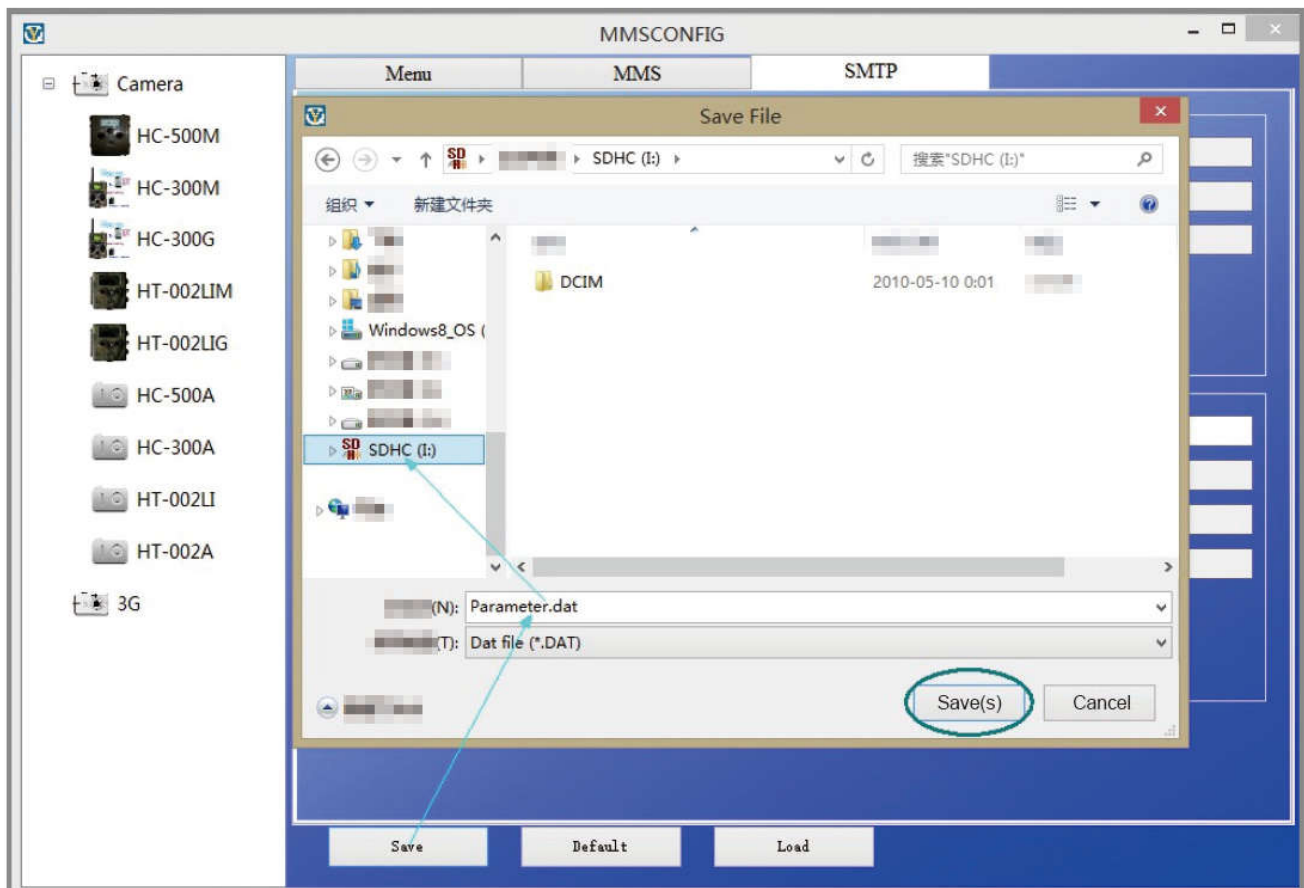 MMSCONFIG
Camera
HC-500M
HC-300M
HC-300G
HT-002LIM
HT-002LIG
HC-500A
HC-300A
HT-002LI
HT-002A
3G
Menu MMS SMTP
Save File
SD SDHC (I:) 搜索"SDHC (I:)"
组织 新建文件夹
DCIM 2010-05-10 0:01
Windows8_OS (
SDHC (I:)
(N): Parameter.dat
(T): Dat file (*.DAT)
Save(s) Cancel
Save Default Load